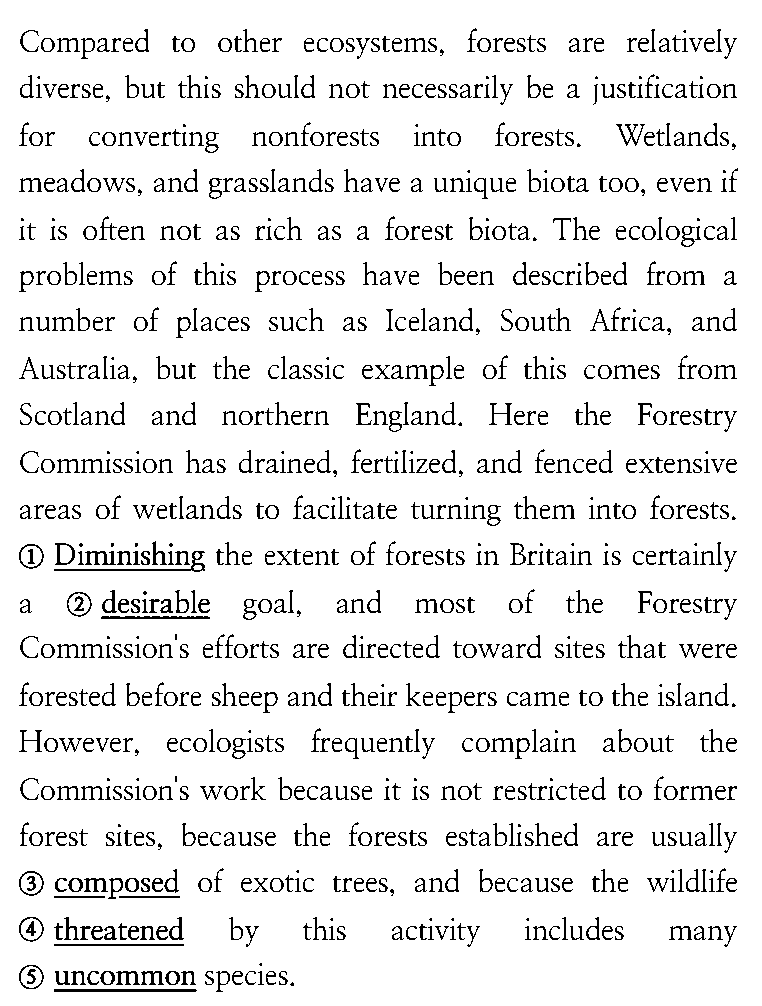 Compared to other ecosystems, forests are relatively
diverse, but this should not necessarily be a justification
for converting nonforests into forests. Wetlands,
meadows, and grasslands have a unique biota too, even if
it is often not as rich as a forest biota. The ecological
problems of this process have been described from a
number of places such as Iceland, South Africa, and
Australia, but the classic example of this comes from
Scotland and northern England. Here the Forestry
Commission has drained, fertilized, and fenced extensive
areas of wetlands to facilitate turning them into forests.
① Diminishing the extent of forests in Britain is certainly
a ② desirable goal, and most of the Forestry
Commission's efforts are directed toward sites that were
forested before sheep and their keepers came to the island.
However, ecologists frequently complain about the
Commission's work because it is not restricted to former
forest sites, because the forests established are usually
③ composed of exotic trees, and because the wildlife
④ threatened by this activity includes many
⑤ uncommon species.